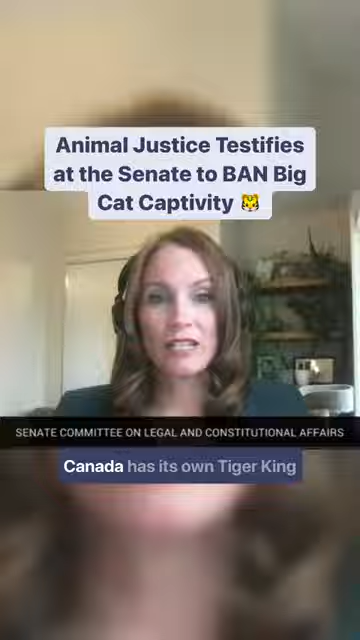 Animal Justice Testifies
at the Senate to BAN Big
Cat Captivity 🐯
SENATE COMMITTEE ON LEGAL AND CONSTITUTIONAL AFFAIRS
Canada has its own Tiger King